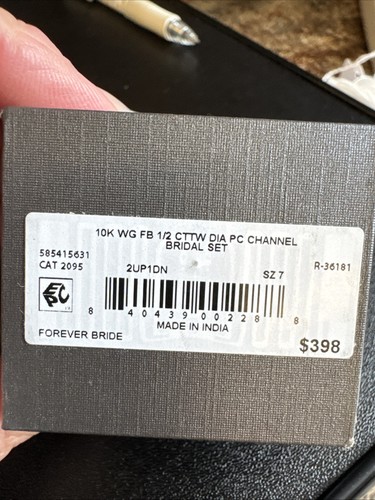 10K WG FB 1/2 CTTW DIA PC CHANNEL
BRIDAL SET
585415631
CAT 2095
2UP1DN
SZ 7
R-36181
8 40439 00228 8
MADE IN INDIA
FOREVER BRIDE
$398